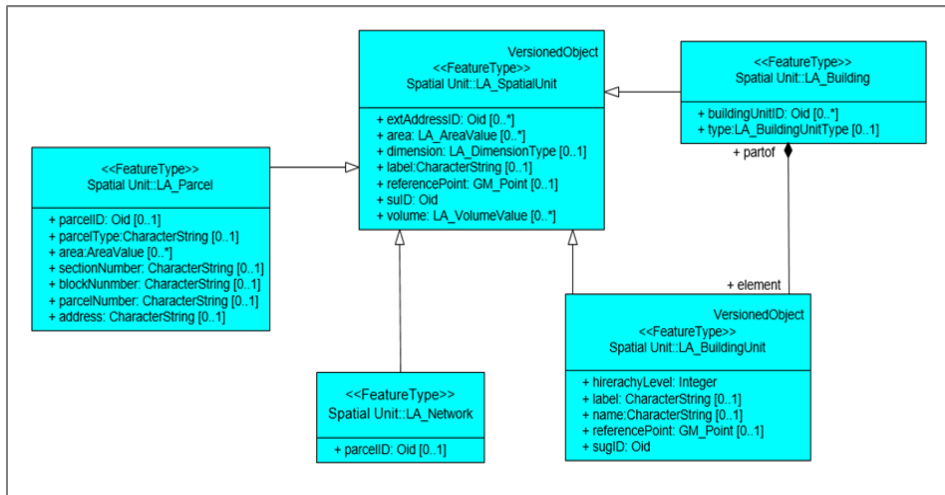 VersionedObject
<<FeatureType>>
Spatial Unit::LA_SpatialUnit
+ extAddressID: Oid [0..*]
+ area: LA_AreaValue [0..*]
+ dimension: LA_DimensionType [0..1]
+ label:CharacterString [0..1]
+ referencePoint: GM_Point [0..1]
+ suID: Oid
+ volume: LA_VolumeValue [0..*]
<<FeatureType>>
Spatial Unit::LA_Building
+ buildingUnitID: Oid [0..*]
+ type:LA_BuildingUnitType [0..1]
+ partof
<<FeatureType>>
Spatial Unit::LA_Parcel
+ parcelID: Oid [0..1]
+ parcelType:CharacterString [0..1]
+ area:AreaValue [0..*]
+ sectionNumber: CharacterString [0..1]
+ blockNunmber: CharacterString [0..1]
+ parcelNumber: CharacterString [0..1]
+ address: CharacterString [0..1]
+ element
VersionedObject
<<FeatureType>>
Spatial Unit::LA_BuildingUnit
+ hirerachyLevel: Integer
+ label: CharacterString [0..1]
+ name:CharacterString [0..1]
+ referencePoint: GM_Point [0..1]
+ sugID: Oid
<<FeatureType>>
Spatial Unit::LA_Network
+ parcelID: Oid [0..1]